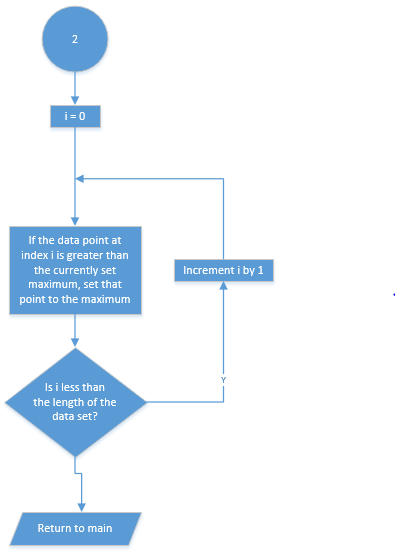 2
i = 0
If the data point at
index i is greater than
the currently set
maximum, set that
point to the maximum
Increment i by 1
Y
Is i less than
the length of the
data set?
Return to main